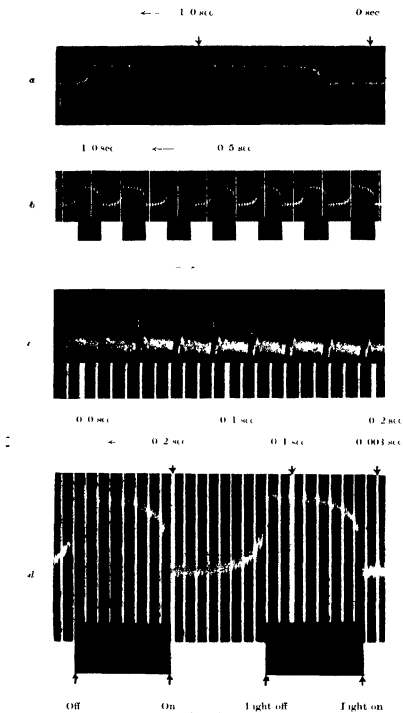 ← 1·0 sec 0 sec
a
1·0 sec ← 0·5 sec
b
c
0·0 sec 0·1 sec 0·2 sec
← 0·2 sec 0·1 sec 0·003 sec
d
Off On Light off Light on